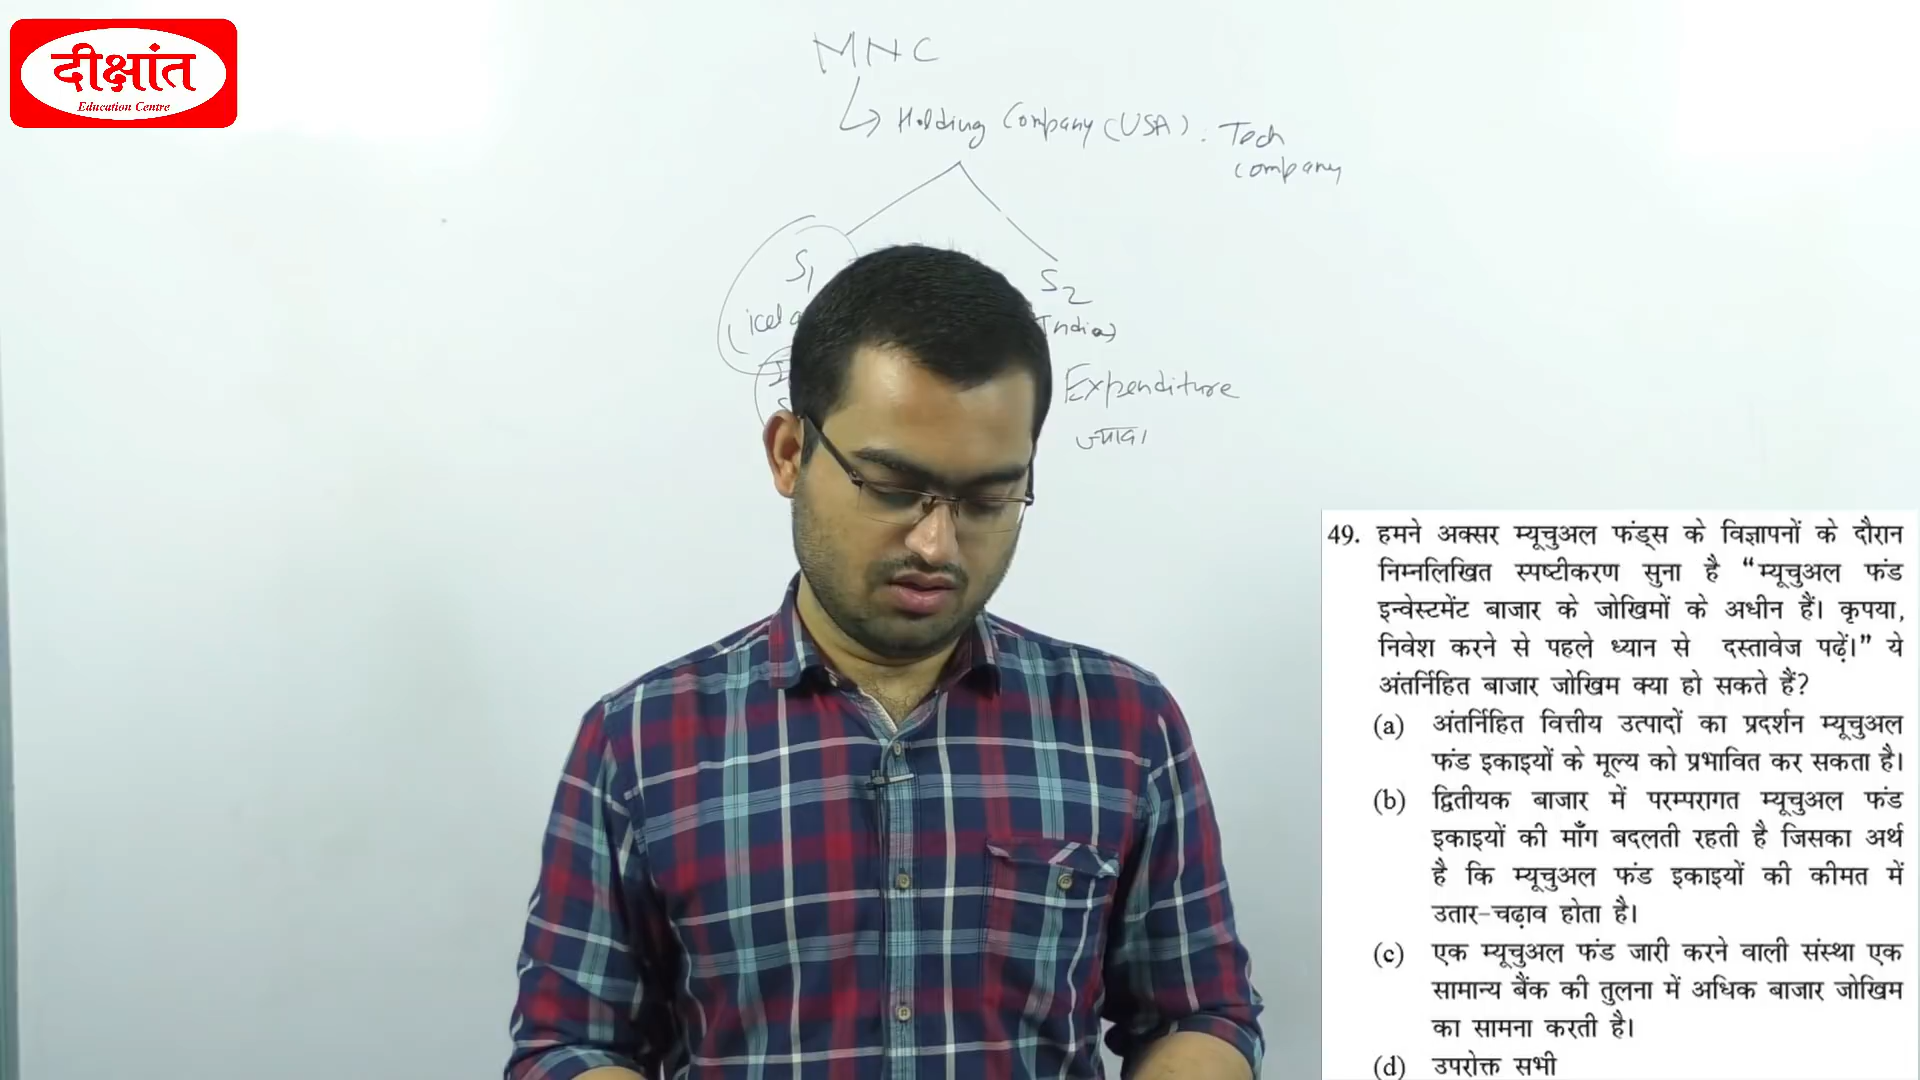 दीक्षांत
Education Centre
MNC
Holding Company (USA). Tech
company
S1
S2
India)
Expenditure
ज्यादा
49. हमने अक्सर म्यूचुअल फंड्स के विज्ञापनों के दौरान
निम्नलिखित स्पष्टीकरण सुना है “म्यूचुअल फंड
इन्वेस्टमेंट बाजार के जोखिमों के अधीन हैं। कृपया,
निवेश करने से पहले ध्यान से दस्तावेज पढ़ें।” ये
अंतर्निहित बाजार जोखिम क्या हो सकते हैं?
(a) अंतर्निहित वित्तीय उत्पादों का प्रदर्शन म्यूचुअल
फंड इकाइयों के मूल्य को प्रभावित कर सकता है।
(b) द्वितीयक बाजार में परम्परागत म्यूचुअल फंड
इकाइयों की माँग बदलती रहती है जिसका अर्थ
है कि म्यूचुअल फंड इकाइयों की कीमत में
उतार-चढ़ाव होता है।
(c) एक म्यूचुअल फंड जारी करने वाली संस्था एक
सामान्य बैंक की तुलना में अधिक बाजार जोखिम
का सामना करती है।
(d) उपरोक्त सभी